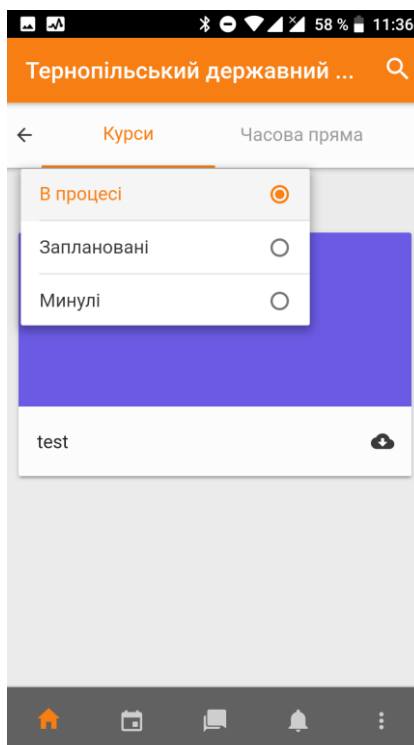 58 % 11:36
Тернопільський державний ...
Курси Часова пряма
В процесі
Заплановані
Минулі
test